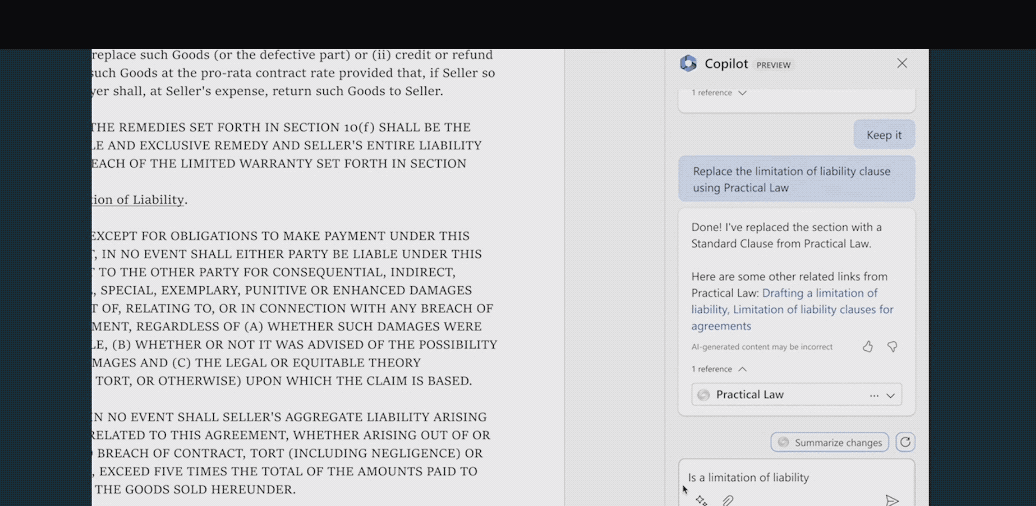 replace such Goods (or the defective part) or (ii) credit or refund
such Goods at the pro-rata contract rate provided that, if Seller so
yer shall, at Seller's expense, return such Goods to Seller.
THE REMEDIES SET FORTH IN SECTION 10(f) SHALL BE THE
LE AND EXCLUSIVE REMEDY AND SELLER'S ENTIRE LIABILITY
EACH OF THE LIMITED WARRANTY SET FORTH IN SECTION
tion of Liability.
EXCEPT FOR OBLIGATIONS TO MAKE PAYMENT UNDER THIS
T, IN NO EVENT SHALL EITHER PARTY BE LIABLE UNDER THIS
T TO THE OTHER PARTY FOR CONSEQUENTIAL, INDIRECT,
, SPECIAL, EXEMPLARY, PUNITIVE OR ENHANCED DAMAGES
T OF, RELATING TO, OR IN CONNECTION WITH ANY BREACH OF
MENT, REGARDLESS OF (A) WHETHER SUCH DAMAGES WERE
LE, (B) WHETHER OR NOT IT WAS ADVISED OF THE POSSIBILITY
MAGES AND (C) THE LEGAL OR EQUITABLE THEORY
TORT, OR OTHERWISE) UPON WHICH THE CLAIM IS BASED.
IN NO EVENT SHALL SELLER'S AGGREGATE LIABILITY ARISING
RELATED TO THIS AGREEMENT, WHETHER ARISING OUT OF OR
BREACH OF CONTRACT, TORT (INCLUDING NEGLIGENCE) OR
, EXCEED FIVE TIMES THE TOTAL OF THE AMOUNTS PAID TO
THE GOODS SOLD HEREUNDER.
Copilot PREVIEW
1 reference
Keep it
Replace the limitation of liability clause
using Practical Law
Done! I've replaced the section with a
Standard Clause from Practical Law.
Here are some other related links from
Practical Law: Drafting a limitation of
liability, Limitation of liability clauses for
agreements
AI-generated content may be incorrect
1 reference
Practical Law
Summarize changes
Is a limitation of liability